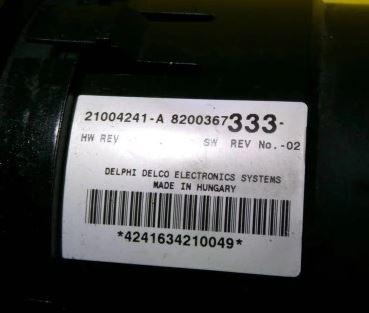 21004241-A 8200367333-
HW REV SW REV No.-02
DELPHI DELCO ELECTRONICS SYSTEMS
MADE IN HUNGARY
*4241634210049*